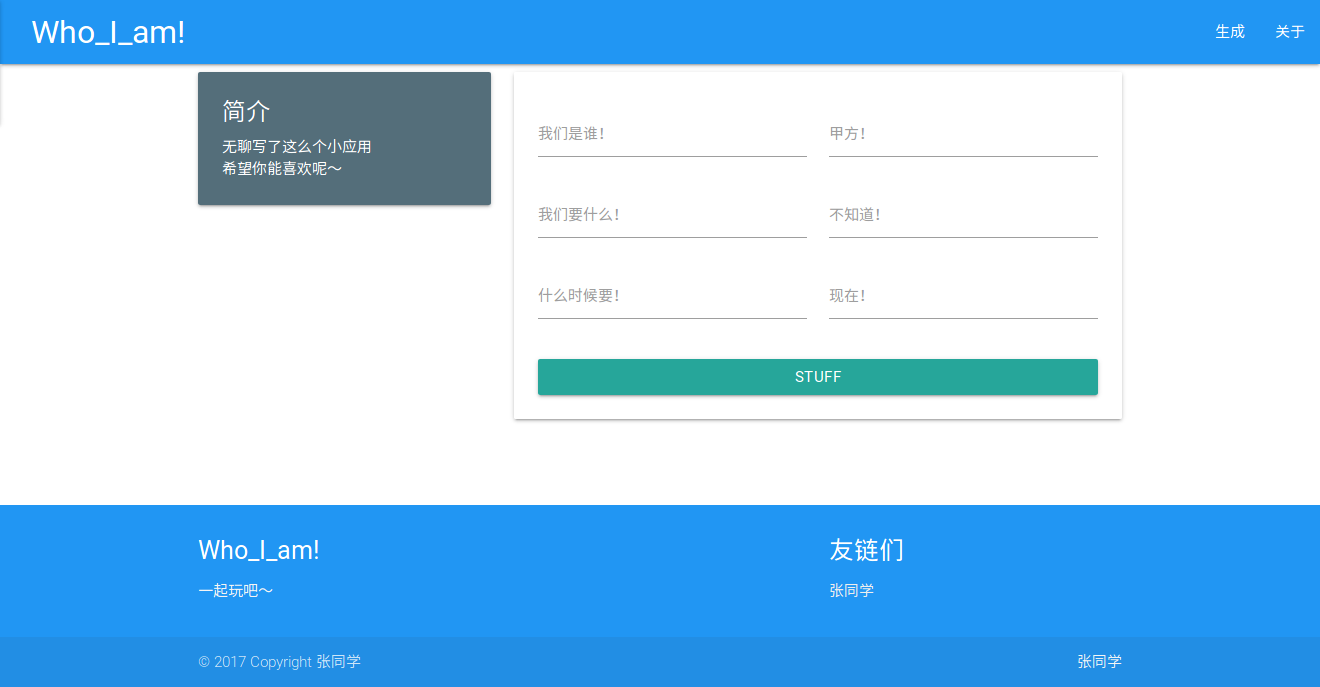 Who_I_am!
生成
关于
简介
无聊写了这么个小应用
希望你能喜欢呢～
我们是谁!
甲方!
我们要什么!
不知道!
什么时候要!
现在!
STUFF
Who_I_am!
一起玩吧～
友链们
张同学
© 2017 Copyright 张同学
张同学